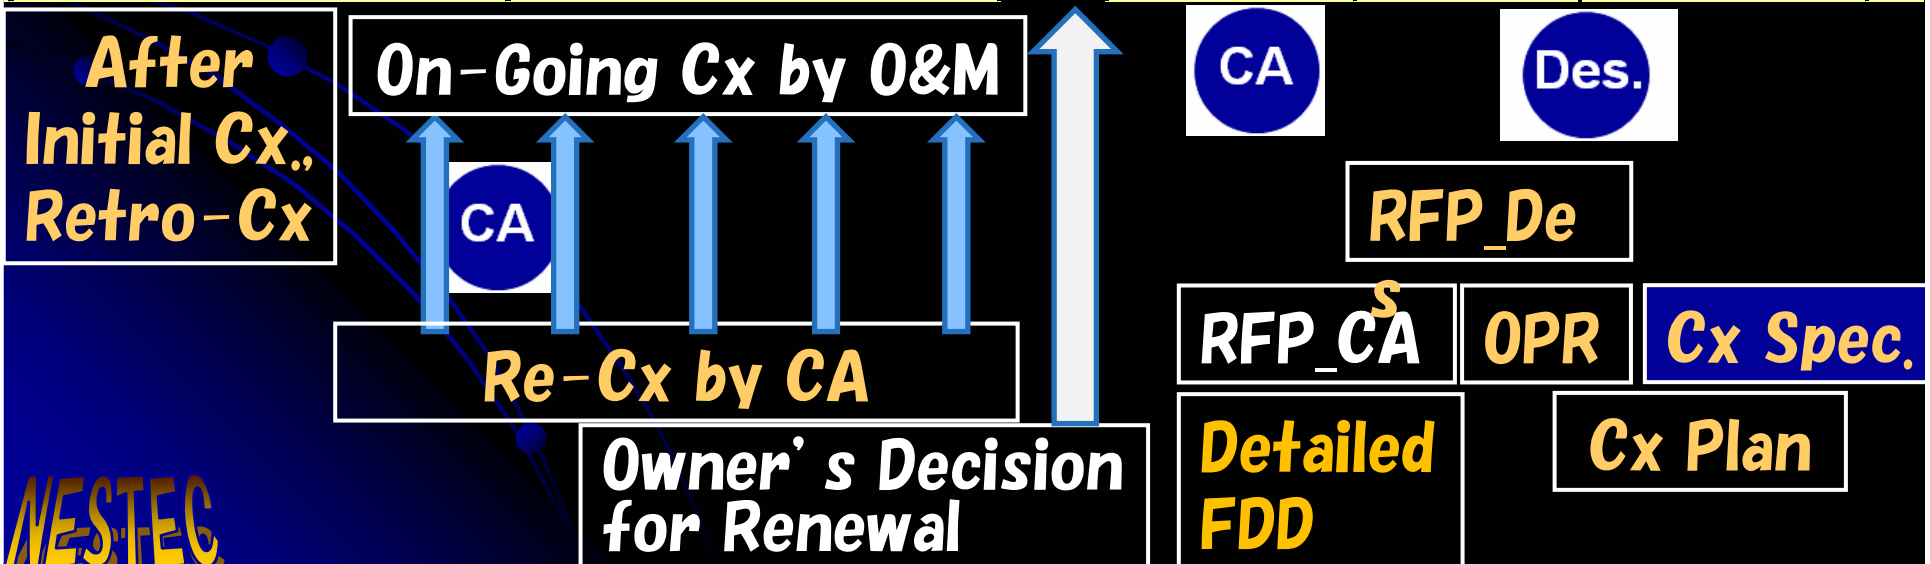 After
Initial Cx.,
Retro-Cx
On-Going Cx by O&M
CA
Re-Cx by CA
Owner's Decision
for Renewal
NESTEC
CA
Des.
RFP_De
s
RFP_CA
OPR
Cx Spec.
Detailed
FDD
Cx Plan